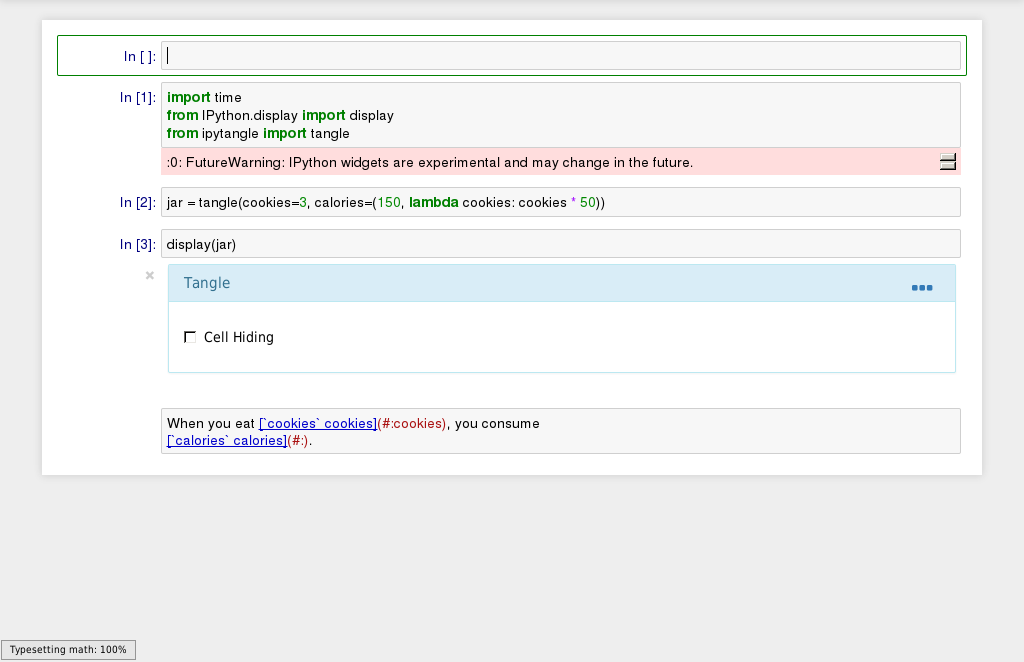 In [ ]:
In [1]: import time
from IPython.display import display
from ipytangle import tangle
:0: FutureWarning: IPython widgets are experimental and may change in the future.
In [2]: jar = tangle(cookies=3, calories=(150, lambda cookies: cookies * 50))
In [3]: display(jar)
×
Tangle
Cell Hiding
When you eat [`cookies` cookies](#:cookies), you consume
[`calories` calories](#:).
Typesetting math: 100%